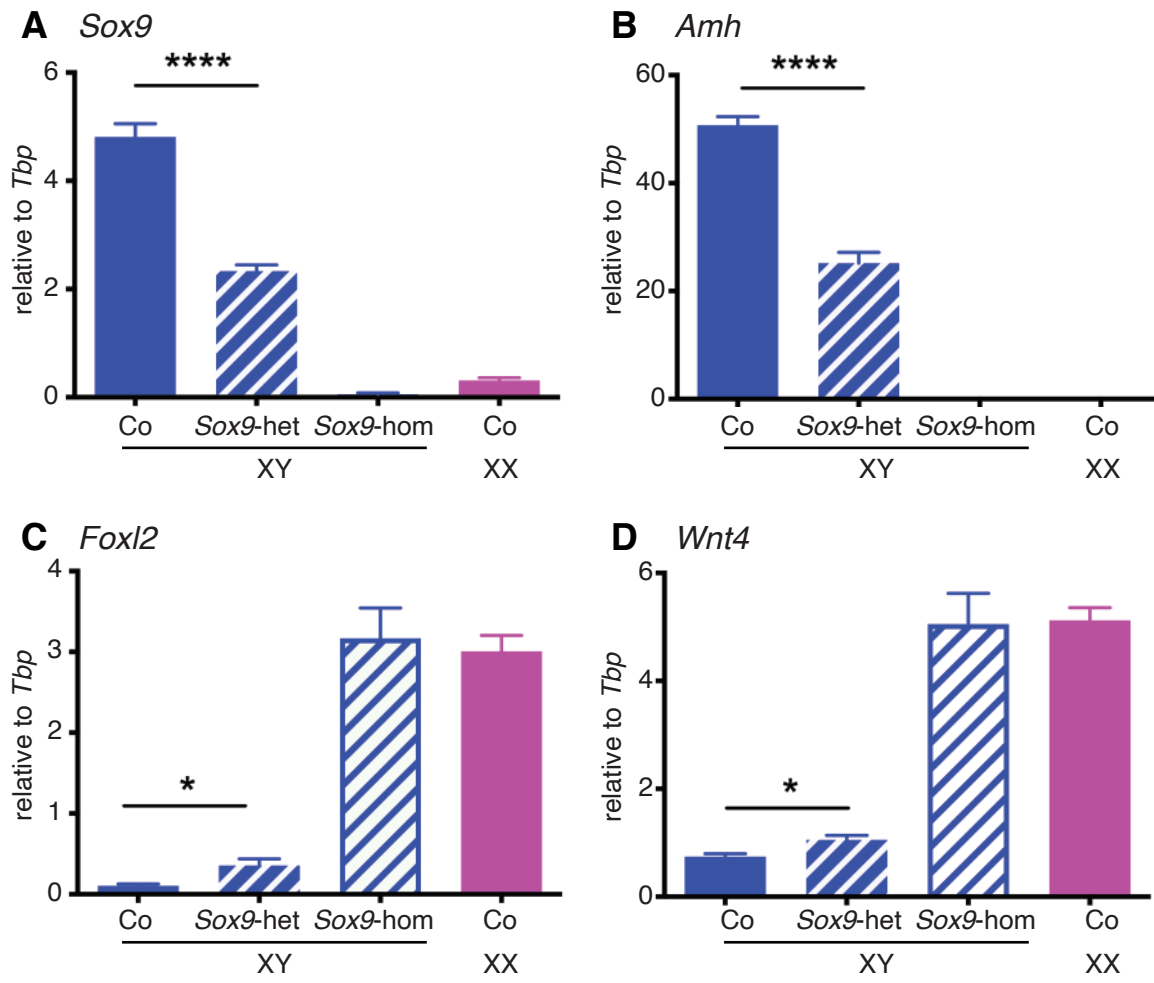 A Sox9
****
6
4
2
0
relative to Tbp
Co Sox9-het Sox9-hom Co
XY XX
B Amh
****
60
40
20
0
relative to Tbp
Co Sox9-het Sox9-hom Co
XY XX
C Foxl2
*
4
3
2
1
0
relative to Tbp
Co Sox9-het Sox9-hom Co
XY XX
D Wnt4
*
6
4
2
0
relative to Tbp
Co Sox9-het Sox9-hom Co
XY XX